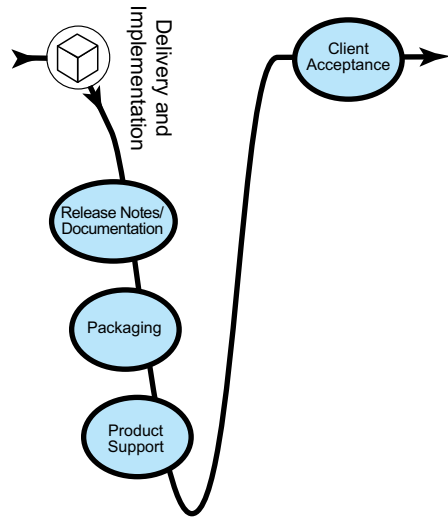 Delivery and
Implementation
Client
Acceptance
Release Notes/
Documentation
Packaging
Product
Support